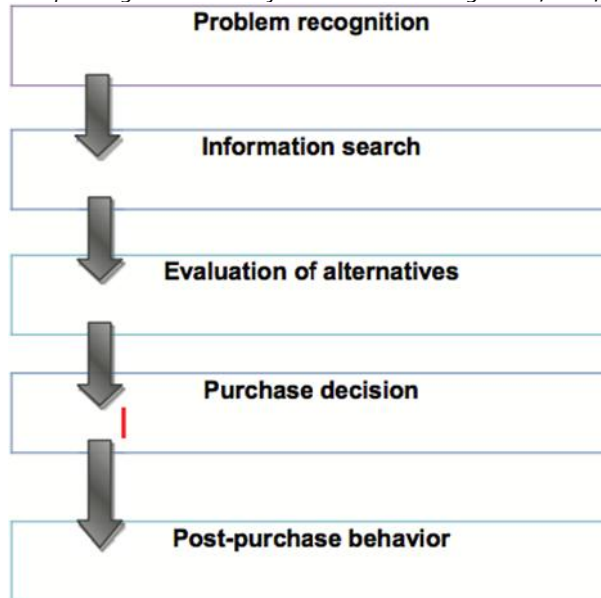 Problem recognition
Information search
Evaluation of alternatives
Purchase decision
Post-purchase behavior